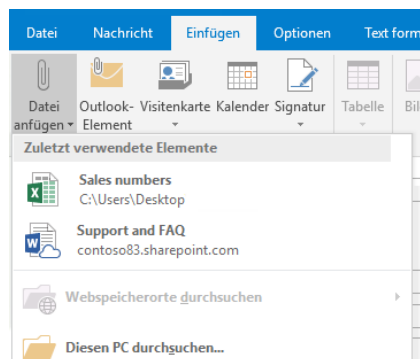 Datei Nachricht Einfügen Optionen Text form
Datei anfügen Outlook-Element Visitenkarte Kalender Signatur Tabelle Bil
Zuletzt verwendete Elemente
Sales numbers
C:\Users\Desktop
Support and FAQ
contoso83.sharepoint.com
Webspeicherorte durchsuchen
Diesen PC durchsuchen...